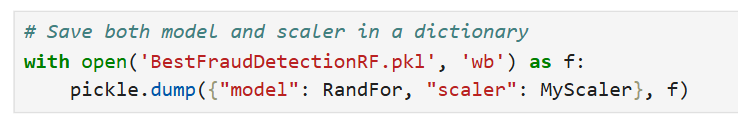 # Save both model and scaler in a dictionary
with open('BestFraudDetectionRF.pkl', 'wb') as f:
    pickle.dump({"model": RandFor, "scaler": MyScaler}, f)